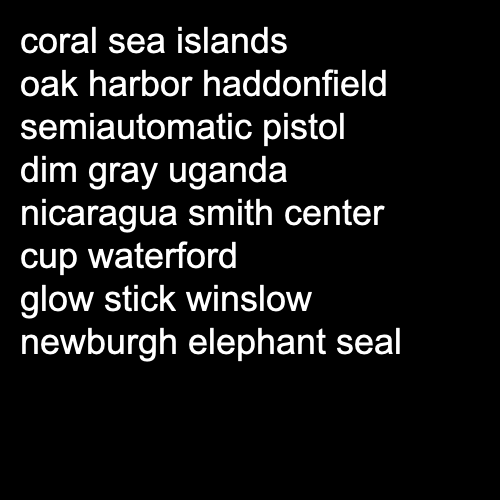 coral sea islands
oak harbor haddonfield
semiautomatic pistol
dim gray uganda
nicaragua smith center
cup waterford
glow stick winslow
newburgh elephant seal